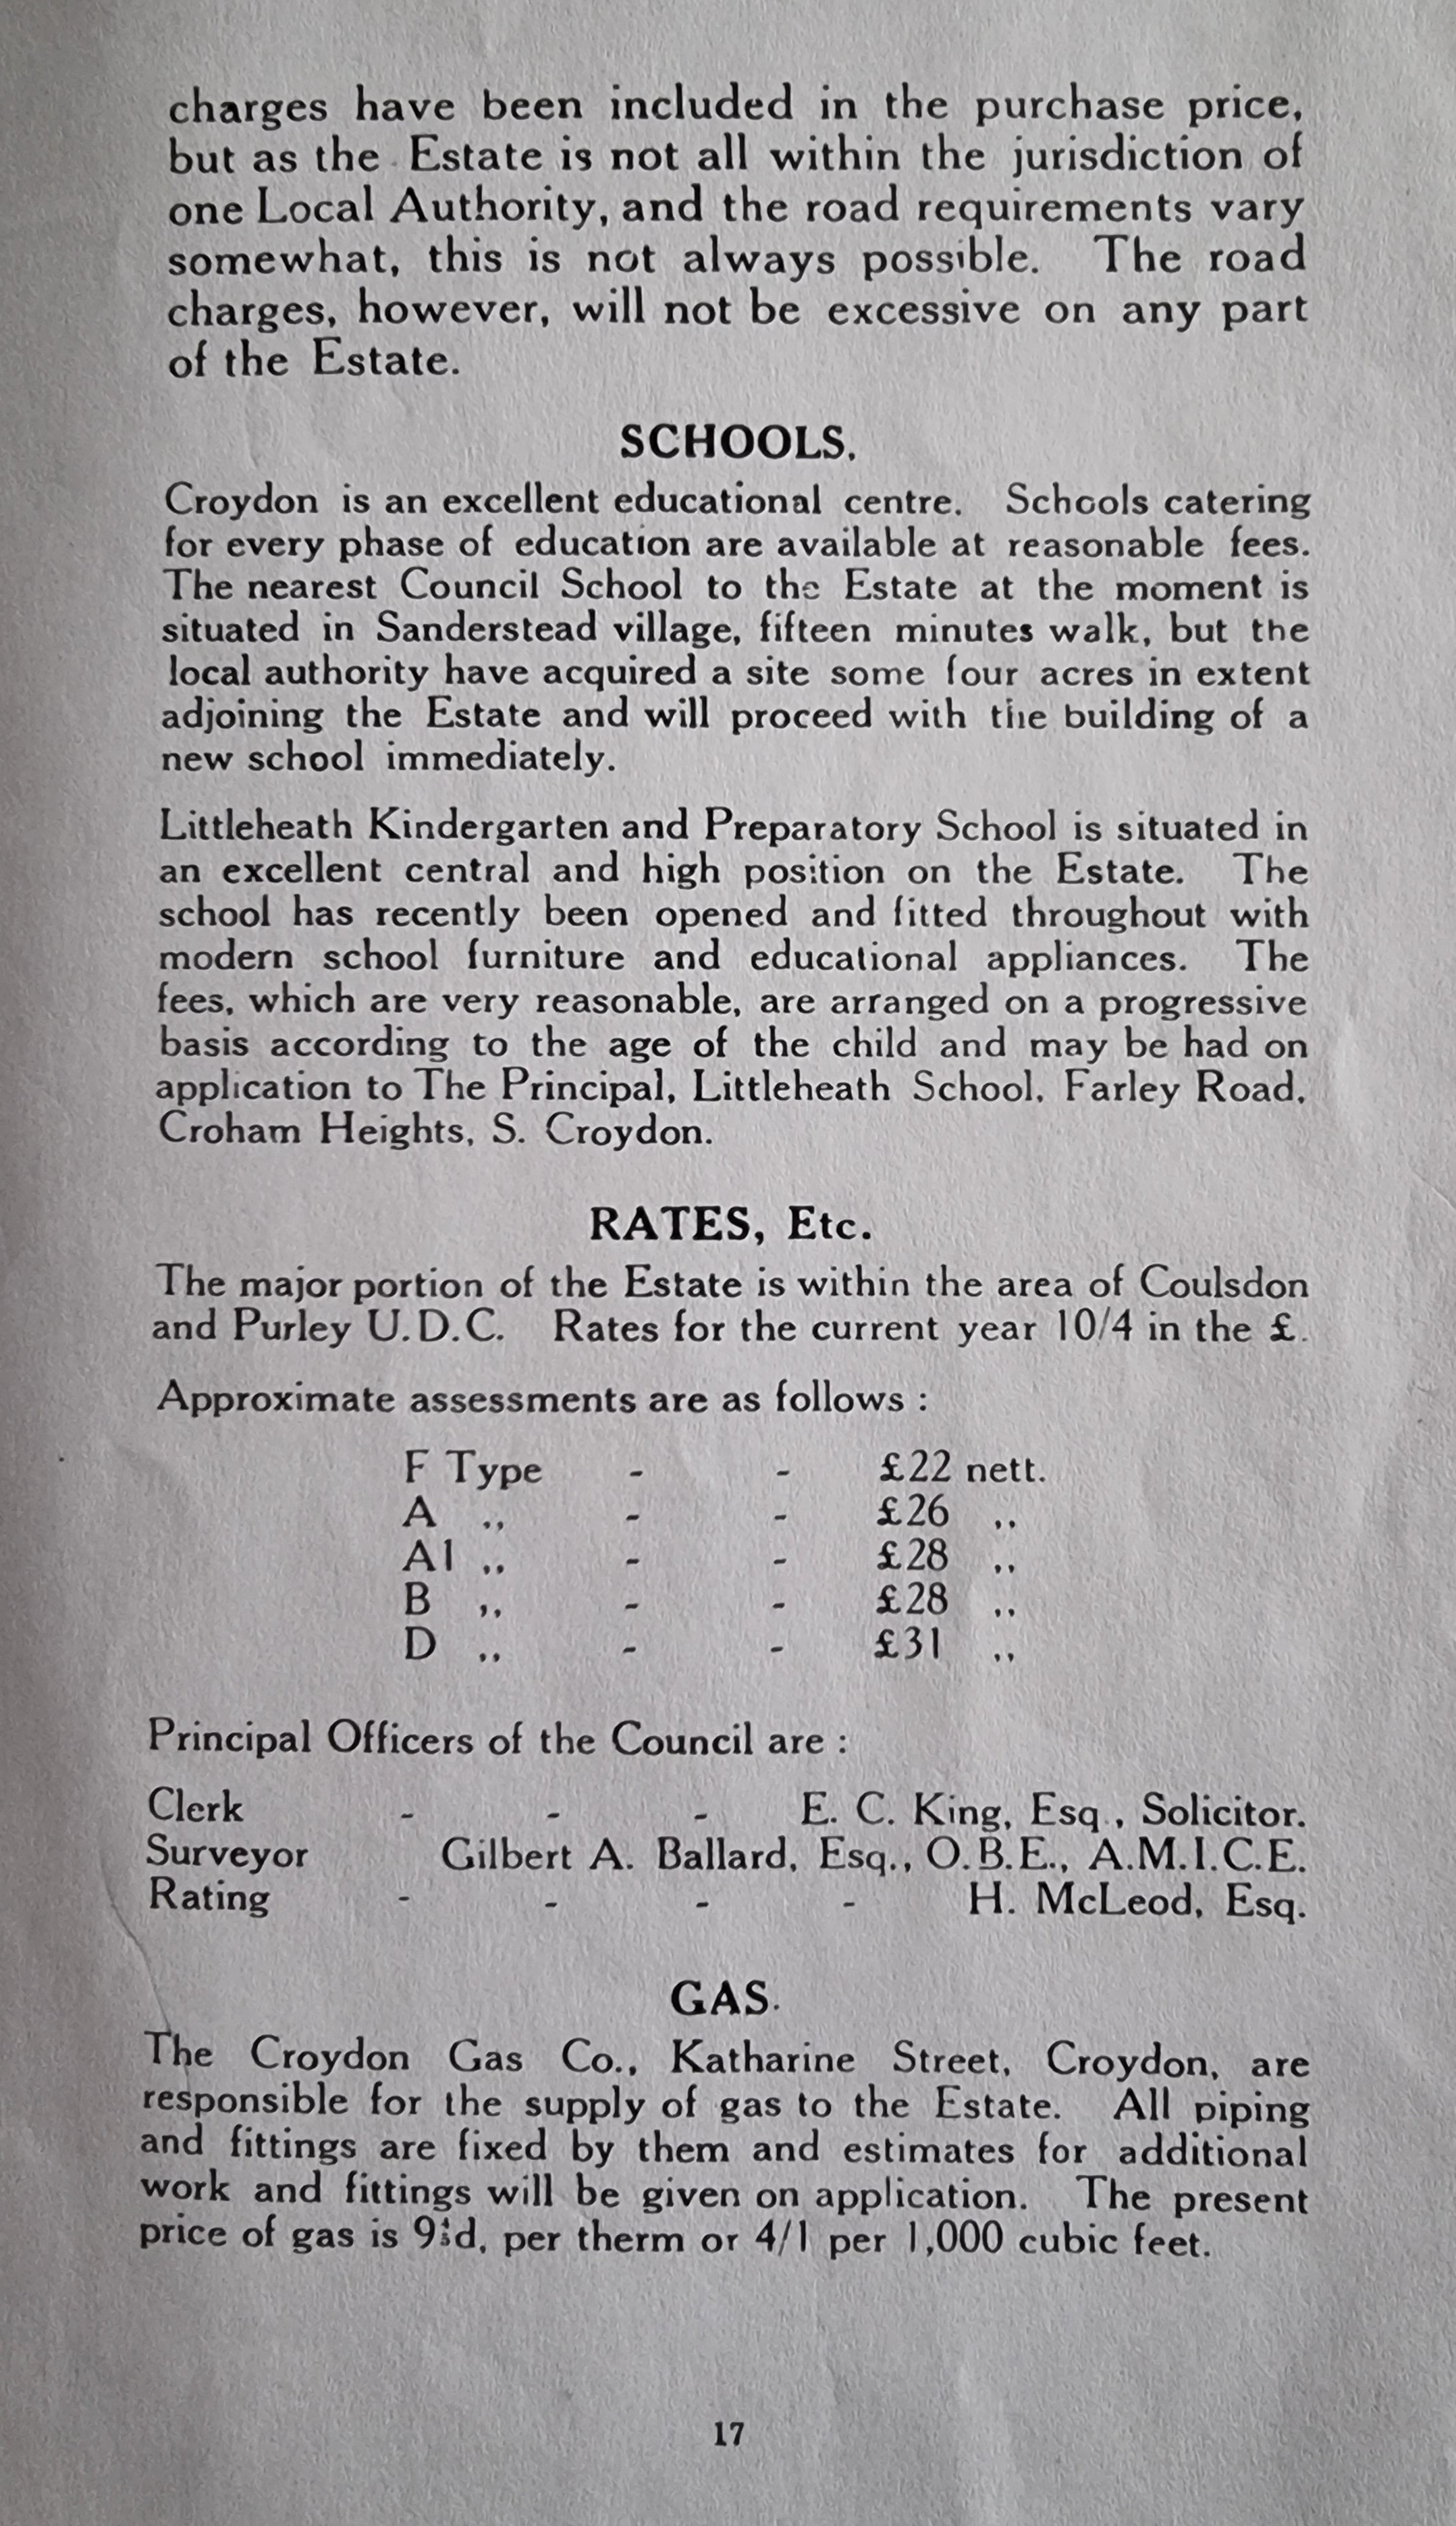 charges have been included in the purchase price,
but as the Estate is not all within the jurisdiction of
one Local Authority, and the road requirements vary
somewhat, this is not always possible. The road
charges, however, will not be excessive on any part
of the Estate.
SCHOOLS.
Croydon is an excellent educational centre. Schools catering
for every phase of education are available at reasonable fees.
The nearest Council School to the Estate at the moment is
situated in Sanderstead village, fifteen minutes walk, but the
local authority have acquired a site some four acres in extent
adjoining the Estate and will proceed with the building of a
new school immediately.
Littleheath Kindergarten and Preparatory School is situated in
an excellent central and high position on the Estate. The
school has recently been opened and fitted throughout with
modern school furniture and educational appliances. The
fees, which are very reasonable, are arranged on a progressive
basis according to the age of the child and may be had on
application to The Principal, Littleheath School, Farley Road,
Croham Heights, S. Croydon.
RATES, Etc.
The major portion of the Estate is within the area of Coulsdon
and Purley U.D.C. Rates for the current year 10/4 in the £.
Approximate assessments are as follows :
F Type - - £22 nett.
A ,, - - £26 ,,
A1 ,, - - £28 ,,
B ,, - - £28 ,,
D ,, - - £31 ,,
Principal Officers of the Council are :
Clerk - - - E. C. King, Esq., Solicitor.
Surveyor Gilbert A. Ballard, Esq., O.B.E., A.M.I.C.E.
Rating - - - - H. McLeod, Esq.
GAS.
The Croydon Gas Co., Katharine Street, Croydon, are
responsible for the supply of gas to the Estate. All piping
and fittings are fixed by them and estimates for additional
work and fittings will be given on application. The present
price of gas is per therm or 4/1 per 1,000 cubic feet.
17